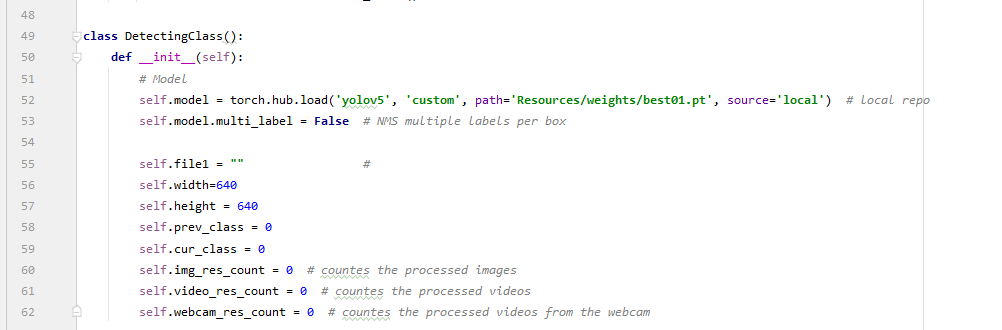 48
49 class DetectingClass():
50 def __init__(self):
51 # Model
52 self.model = torch.hub.load('yolov5', 'custom', path='Resources/weights/best01.pt', source='local')  # local repo
53 self.model.multi_label = False  # NMS multiple labels per box
54
55 self.file1 = ""                 #
56 self.width=640
57 self.height = 640
58 self.prev_class = 0
59 self.cur_class = 0
60 self.img_res_count = 0  # countes the processed images
61 self.video_res_count = 0  # countes the processed videos
62 self.webcam_res_count = 0  # countes the processed videos from the webcam